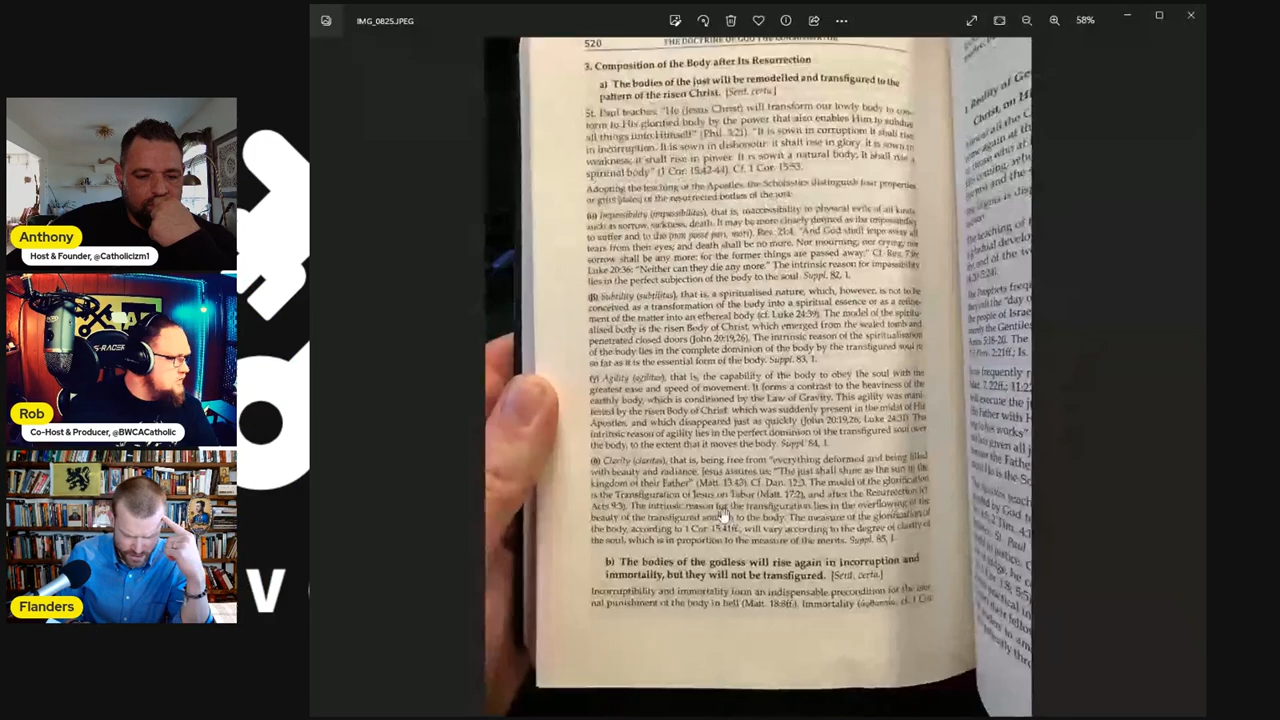 IMG_0825.JPEG
58%
520
THE DOCTRINE OF GOD THE
3. Composition of the Body after Its Resurrection
a) The bodies of the just will be remodelled and transfigured to the
pattern of the risen Christ. [Sent. certa.]
St. Paul teaches: "He (Jesus Christ) will transform our lowly body to con-
form to His glorified body by the power that also enables Him to subdue
all things unto Himself" (Phil. 3:21). "It is sown in corruption; it shall rise
in incorruption. It is sown in dishonour; it shall rise in glory. It is sown in
weakness; it shall rise in power. It is sown a natural body; it shall rise a
spiritual body" (1 Cor. 15:42-44). Cf. 1 Cor. 15:53.
Adopting the teaching of the Apostles, the Scholastics distinguish four properties
or gifts (dotes) of the resurrected bodies of the just:
(α) Impassibility (impassibilitas), that is, inaccessibility to physical evils of all kinds,
such as sorrow, sickness, death. It may be more closely defined as the impossibility
to suffer and to die (non posse pati, mori). Rev. 21:4: "And God shall wipe away all
tears from their eyes; and death shall be no more. Nor mourning, nor crying, nor
sorrow shall be any more: for the former things are passed away." Cf. Rev. 7:16;
Luke 20:36: "Neither can they die any more." The intrinsic reason for impassibility
lies in the perfect subjection of the body to the soul. Suppl. 82, 1.
(β) Subtility (subtilitas), that is, a spiritualised nature, which, however, is not to be
conceived as a transformation of the body into a spiritual essence or as a refine-
ment of the matter into an ethereal body (cf. Luke 24:39). The model of the spiritu-
alised body is the risen Body of Christ, which emerged from the sealed tomb and
penetrated closed doors (John 20:19,26). The intrinsic reason of the spiritualisation
of the body lies in the complete dominion of the body by the transfigured soul in
so far as it is the essential form of the body. Suppl. 83, 1.
(γ) Agility (agilitas), that is, the capability of the body to obey the soul with the
greatest ease and speed of movement. It forms a contrast to the heaviness of the
earthly body, which is conditioned by the Law of Gravity. This agility was mani-
fested by the risen Body of Christ, which was suddenly present in the midst of His
Apostles, and which disappeared just as quickly (John 20:19,26; Luke 24:31). The
intrinsic reason of agility lies in the perfect dominion of the transfigured soul over
the body, to the extent that it moves the body. Suppl. 84, 1.
(δ) Clarity (claritas), that is, being free from "everything deformed and being filled
with beauty and radiance. Jesus assures us: "The just shall shine as the sun in the
kingdom of their Father" (Matt. 13:43). Cf. Dan. 12:3. The model of the glorification
is the Transfiguration of Jesus on Tabor (Matt. 17:2), and after the Resurrection (cf.
Acts 9:3). The intrinsic reason for the transfiguration lies in the overflowing of the
beauty of the transfigured soul to the body. The measure of the glorification of
the body, according to 1 Cor. 15:41ff., will vary according to the degree of clarity of
the soul, which is in proportion to the measure of the merits. Suppl. 85, 1.
b) The bodies of the godless will rise again in incorruption and
immortality, but they will not be transfigured. [Sent. certa.]
Incorruptibility and immortality form an indispensable precondition for the eter-
nal punishment of the body in hell (Matt. 18:8ff.). Immortality cf. 1 Cor.
Anthony
Host & Founder, @Catholicizm1
Rob
Co-Host & Producer, @BWCACatholic
Flanders